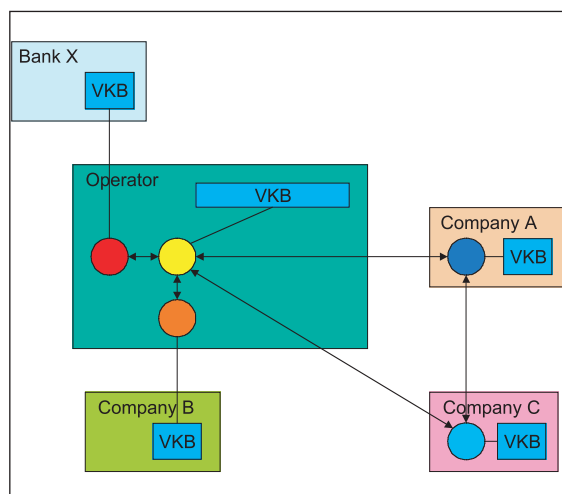 Bank X
VKB
Operator
VKB
Company A
VKB
Company B
VKB
Company C
VKB